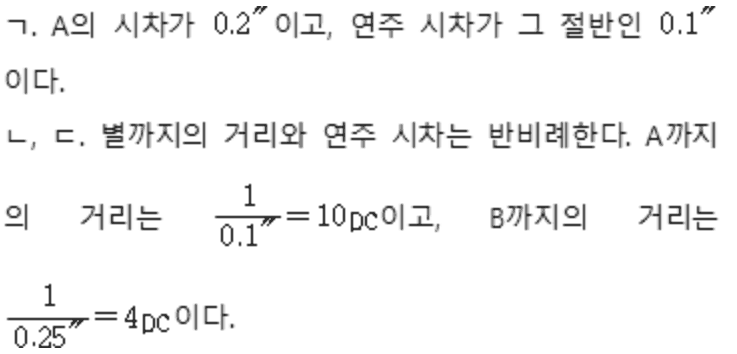 ㄱ. A의 시차가 0.2″이고, 연주 시차가 그 절반인 0.1″
이다.
ㄴ, ㄷ. 별까지의 거리와 연주 시차는 반비례한다. A까지
의 거리는 1/0.1″=10pc이고, B까지의 거리는
1/0.25″=4pc이다.